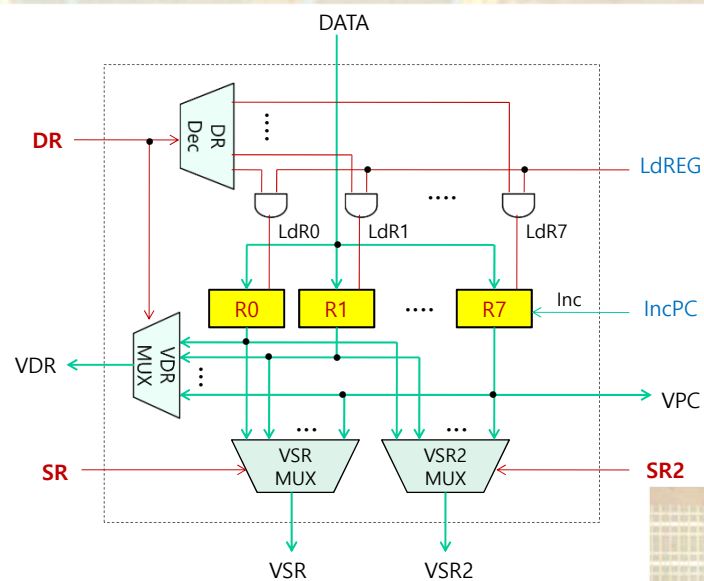 DATA
DR
DR
Dec
LdREG
LdR0
LdR1
LdR7
R0
R1
R7
Inc
IncPC
VDR
VDR
MUX
VPC
SR
VSR
MUX
VSR2
MUX
SR2
VSR
VSR2